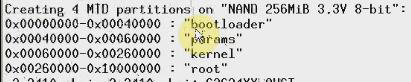 Creating 4 MTD partitions on "NAND 256MiB 3.3V 8-bit":
0x00000000-0x00040000 : "bootloader"
0x00040000-0x00060000 : "params"
0x00060000-0x00260000 : "kernel"
0x00260000-0x10000000 : "root"